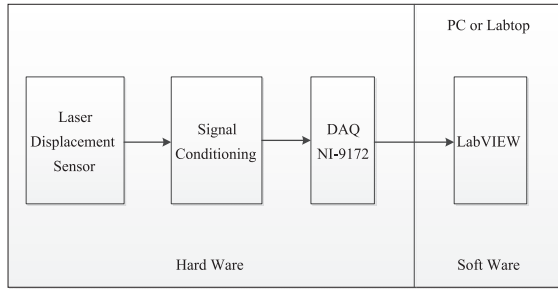 PC or Labtop
Laser
Displacement
Sensor
Signal
Conditioning
DAQ
NI-9172
LabVIEW
Hard Ware
Soft Ware